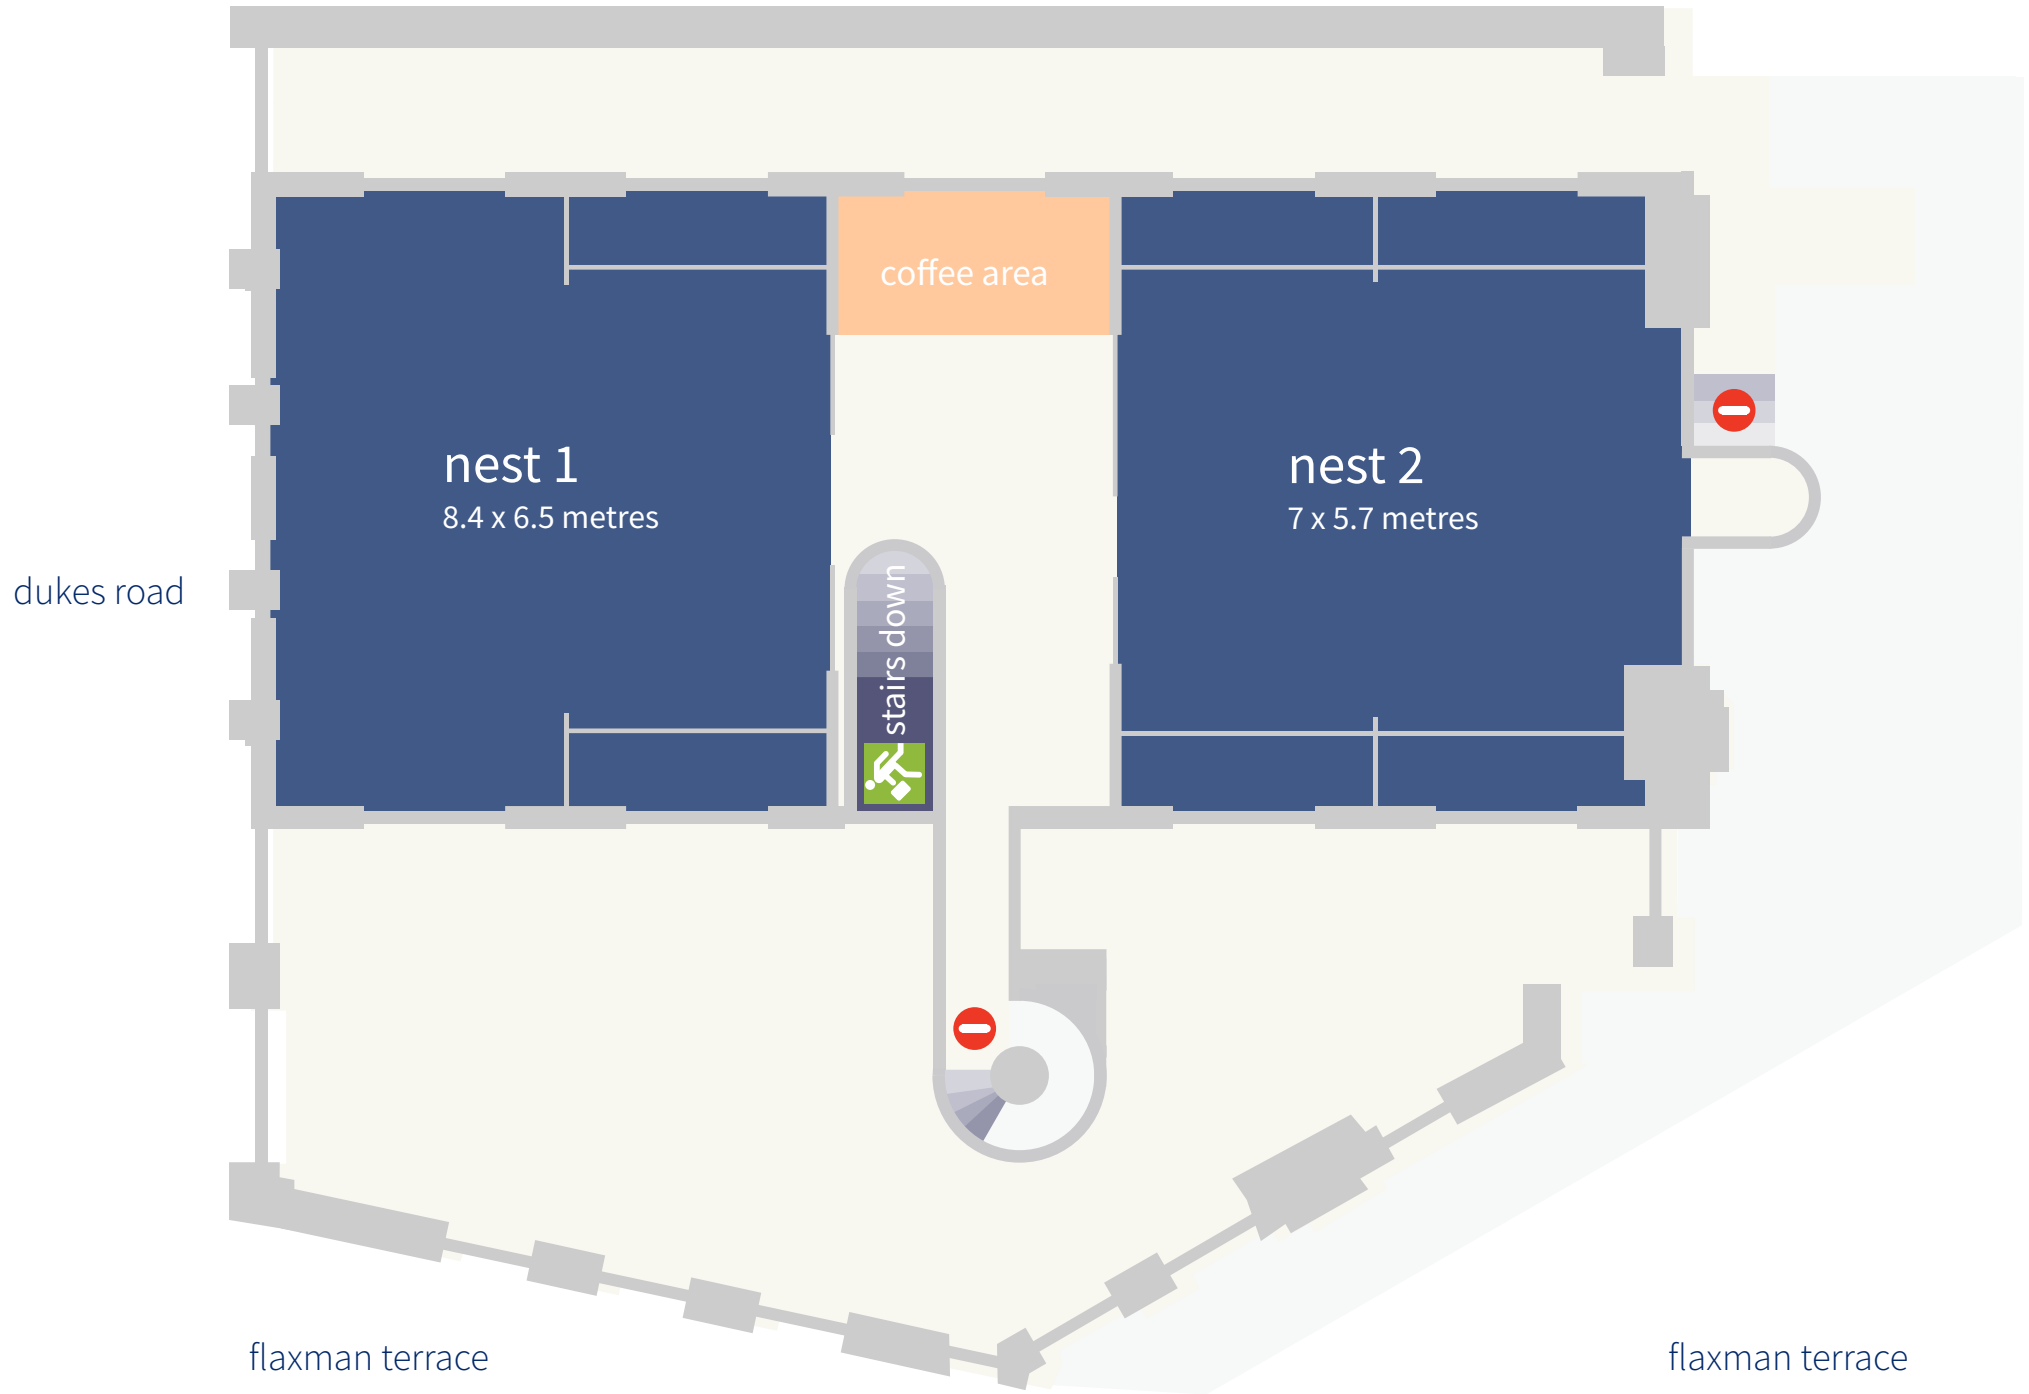 coffee area
nest 1
8.4 x 6.5 metres
nest 2
7 x 5.7 metres
dukes road
stairs down
flaxman terrace
flaxman terrace